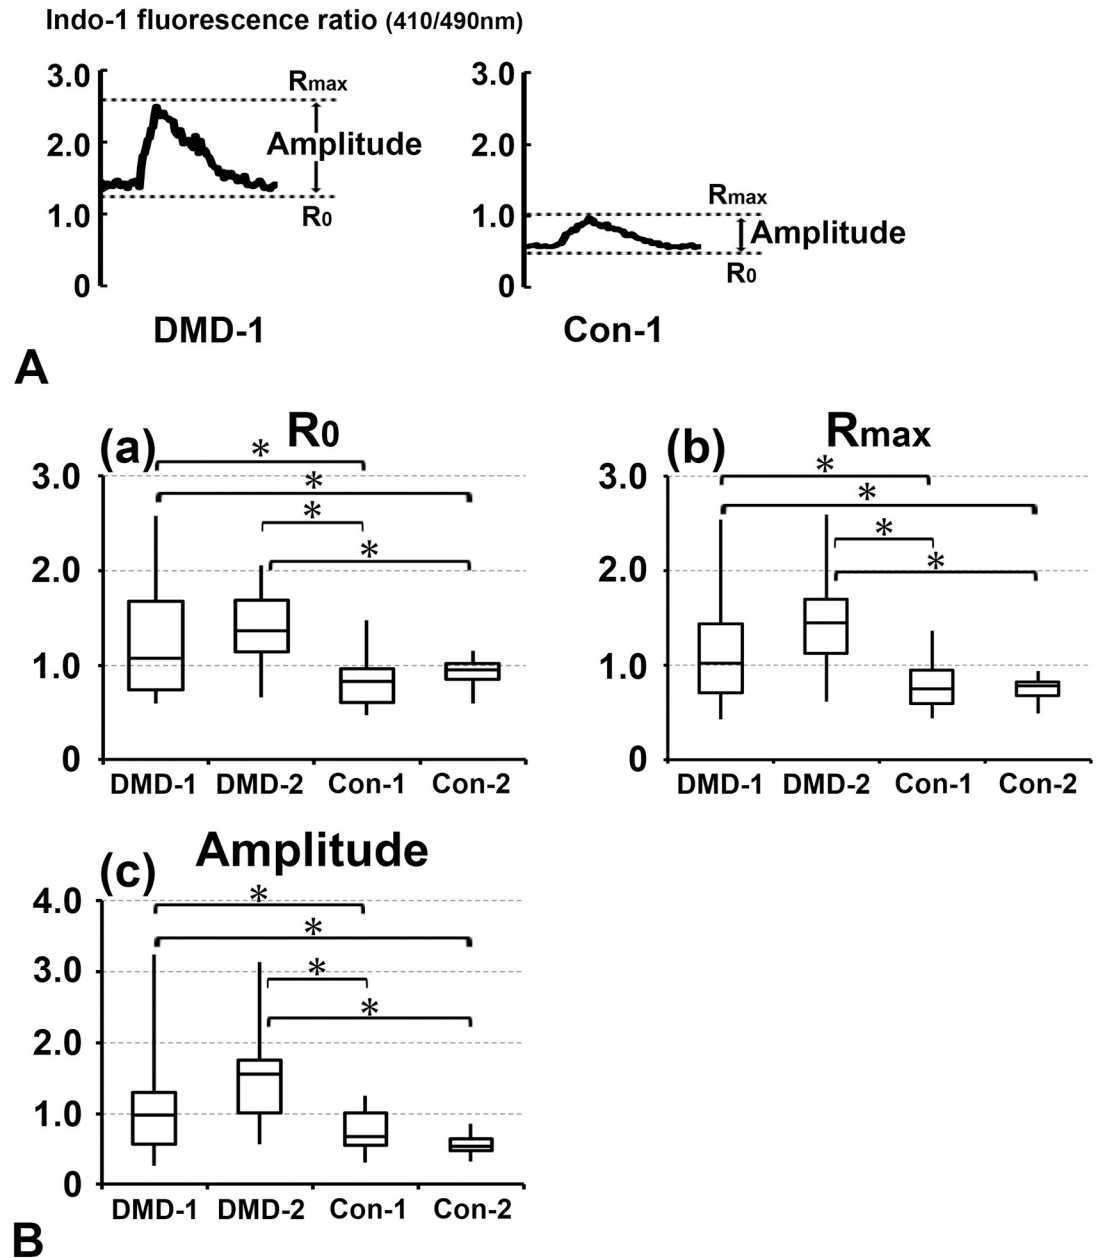 Indo-1 fluorescence ratio (410/490nm)
3.0
2.0
1.0
0
Rmax
Amplitude
R0
DMD-1
3.0
2.0
1.0
0
Rmax
Amplitude
R0
Con-1
A
(a)
R0
*
*
*
*
3.0
2.0
1.0
0
DMD-1 DMD-2 Con-1 Con-2
(b)
Rmax
*
*
*
*
3.0
2.0
1.0
0
DMD-1 DMD-2 Con-1 Con-2
(c)
Amplitude
*
*
*
*
4.0
3.0
2.0
1.0
0
DMD-1 DMD-2 Con-1 Con-2
B